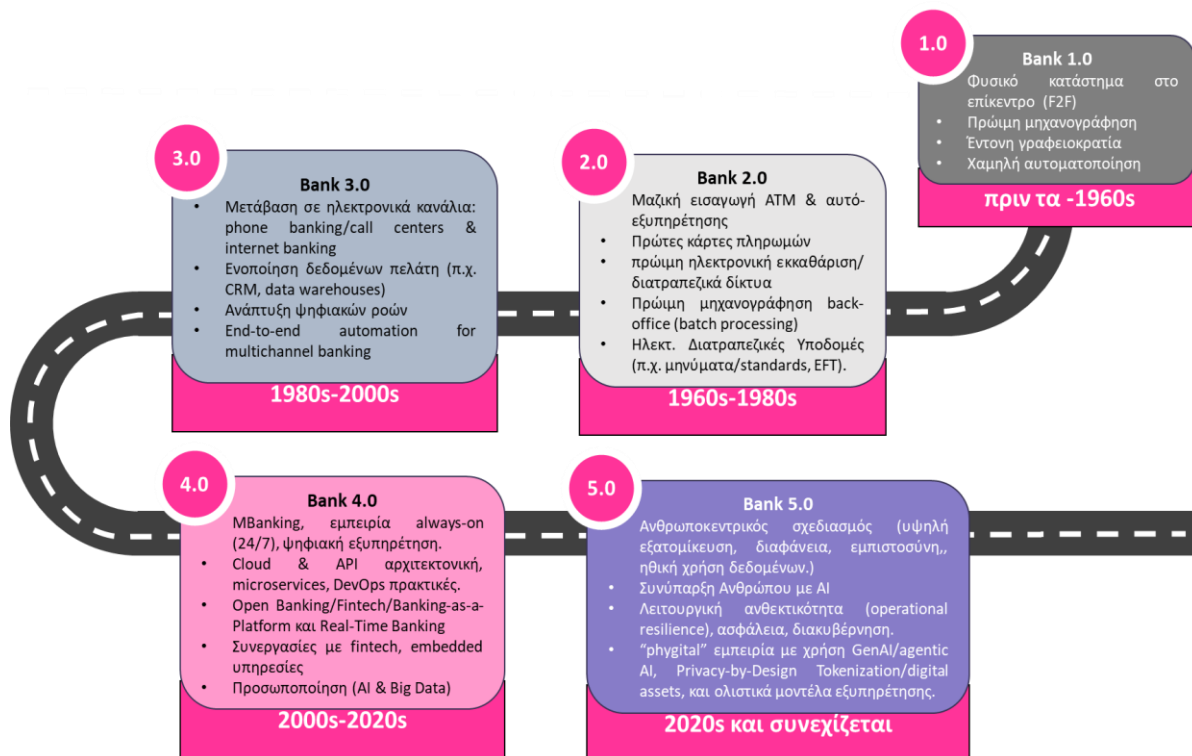 1.0
Bank 1.0
Φυσικό κατάστημα στο
επίκεντρο (F2F)
• Πρώιμη μηχανογράφηση
• Έντονη γραφειοκρατία
• Χαμηλή αυτοματοποίηση
πριν τα -1960s
2.0
Bank 2.0
Μαζική εισαγωγή ATM & αυτό-
εξυπηρέτησης
• Πρώτες κάρτες πληρωμών
• πρώιμη ηλεκτρονική εκκαθάριση/
διατραπεζικά δίκτυα
• Πρώιμη μηχανογράφηση back-
office (batch processing)
• Ηλεκτ. Διατραπεζικές Υποδομές
(π.χ. μηνύματα/standards, EFT).
1960s-1980s
3.0
Bank 3.0
• Μετάβαση σε ηλεκτρονικά κανάλια:
phone banking/call centers &
internet banking
• Ενοποίηση δεδομένων πελάτη (π.χ.
CRM, data warehouses)
• Ανάπτυξη ψηφιακών ροών
• End-to-end automation for
multichannel banking
1980s-2000s
4.0
Bank 4.0
MBanking, εμπειρία always-on
(24/7), ψηφιακή εξυπηρέτηση.
• Cloud & API αρχιτεκτονική,
microservices, DevOps πρακτικές.
• Open Banking/Fintech/Banking-as-a-
Platform και Real-Time Banking
• Συνεργασίες με fintech, embedded
υπηρεσίες
• Προσωποποίηση (AI & Big Data)
2000s-2020s
5.0
Bank 5.0
Ανθρωποκεντρικός σχεδιασμός (υψηλή
εξατομίκευση, διαφάνεια, εμπιστοσύνη,,
ηθική χρήση δεδομένων.)
• Συνύπαρξη Ανθρώπου με AI
• Λειτουργική ανθεκτικότητα (operational
resilience), ασφάλεια, διακυβέρνηση.
• “phygital” εμπειρία με χρήση GenAI/agentic
AI, Privacy-by-Design Tokenization/digital
assets, και ολιστικά μοντέλα εξυπηρέτησης.
2020s και συνεχίζεται